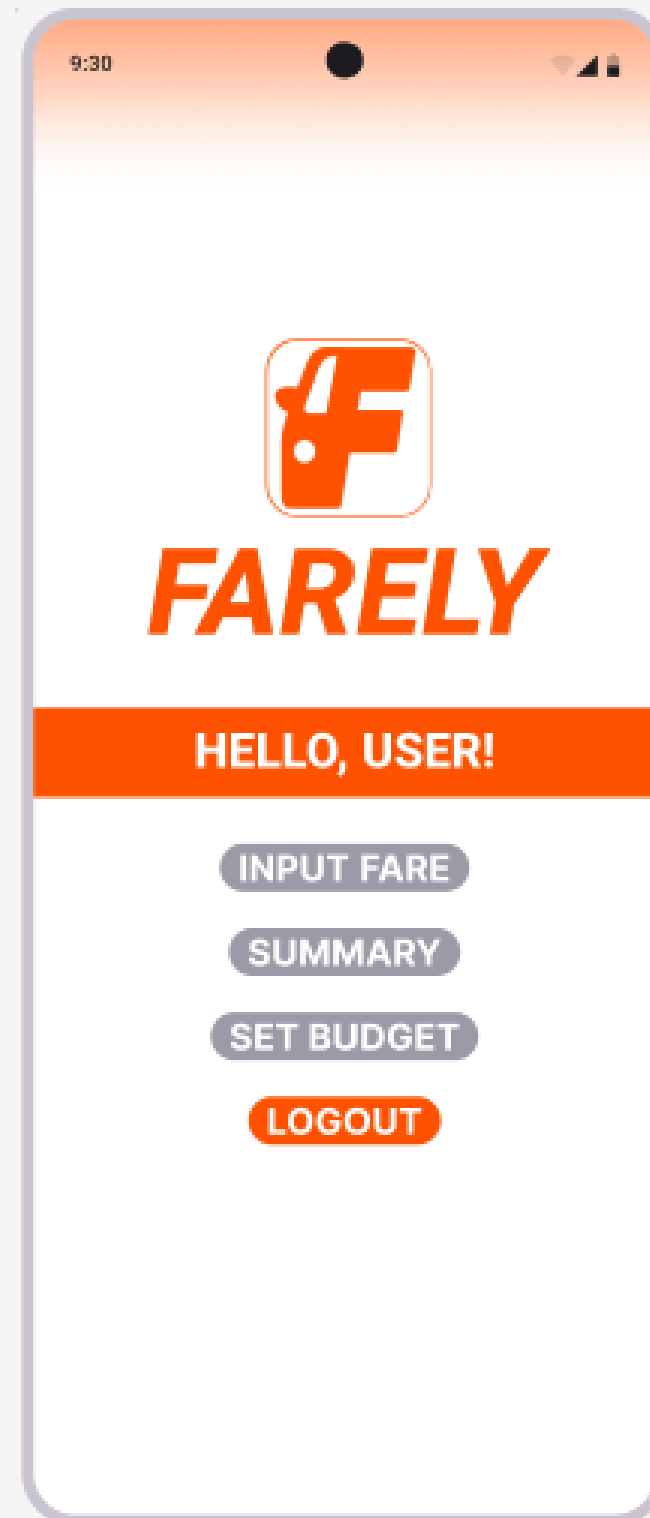 9:30
F
FARELY
HELLO, USER!
INPUT FARE
SUMMARY
SET BUDGET
LOGOUT